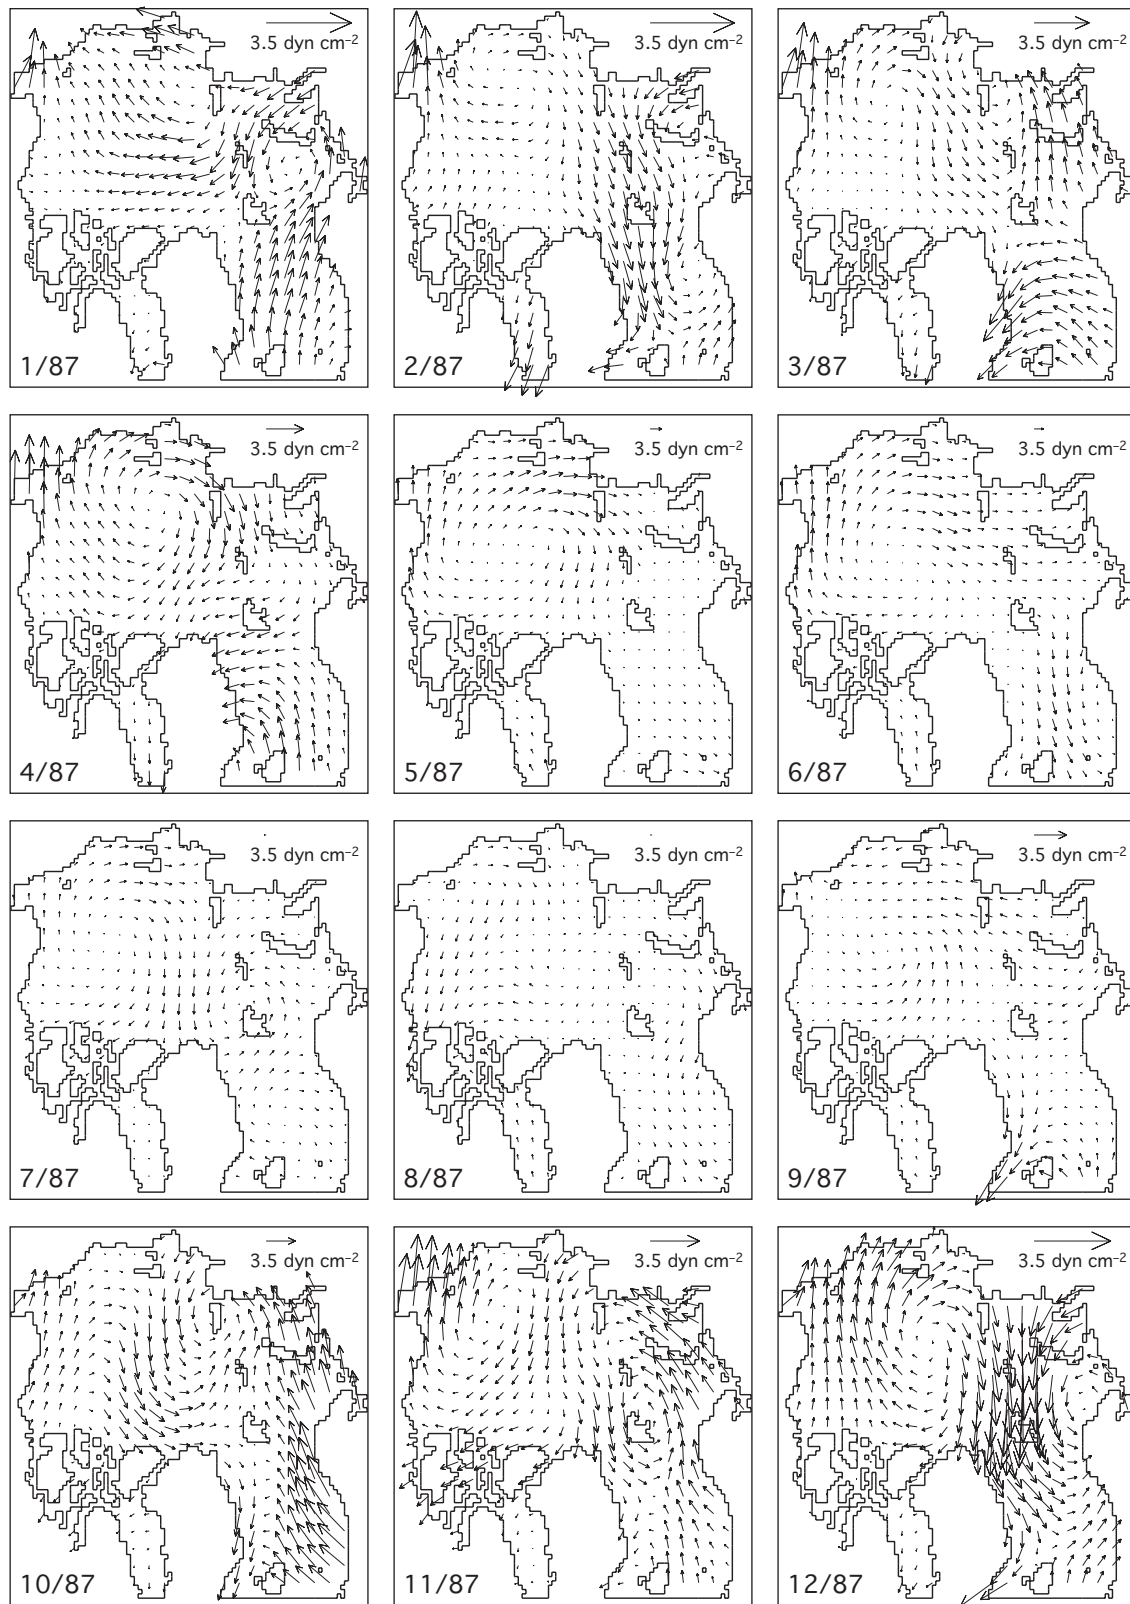 3.5 dyn cm⁻²
3.5 dyn cm⁻²
3.5 dyn cm⁻²
1/87
2/87
3/87
3.5 dyn cm⁻²
3.5 dyn cm⁻²
3.5 dyn cm⁻²
4/87
5/87
6/87
3.5 dyn cm⁻²
3.5 dyn cm⁻²
3.5 dyn cm⁻²
7/87
8/87
9/87
3.5 dyn cm⁻²
3.5 dyn cm⁻²
3.5 dyn cm⁻²
10/87
11/87
12/87